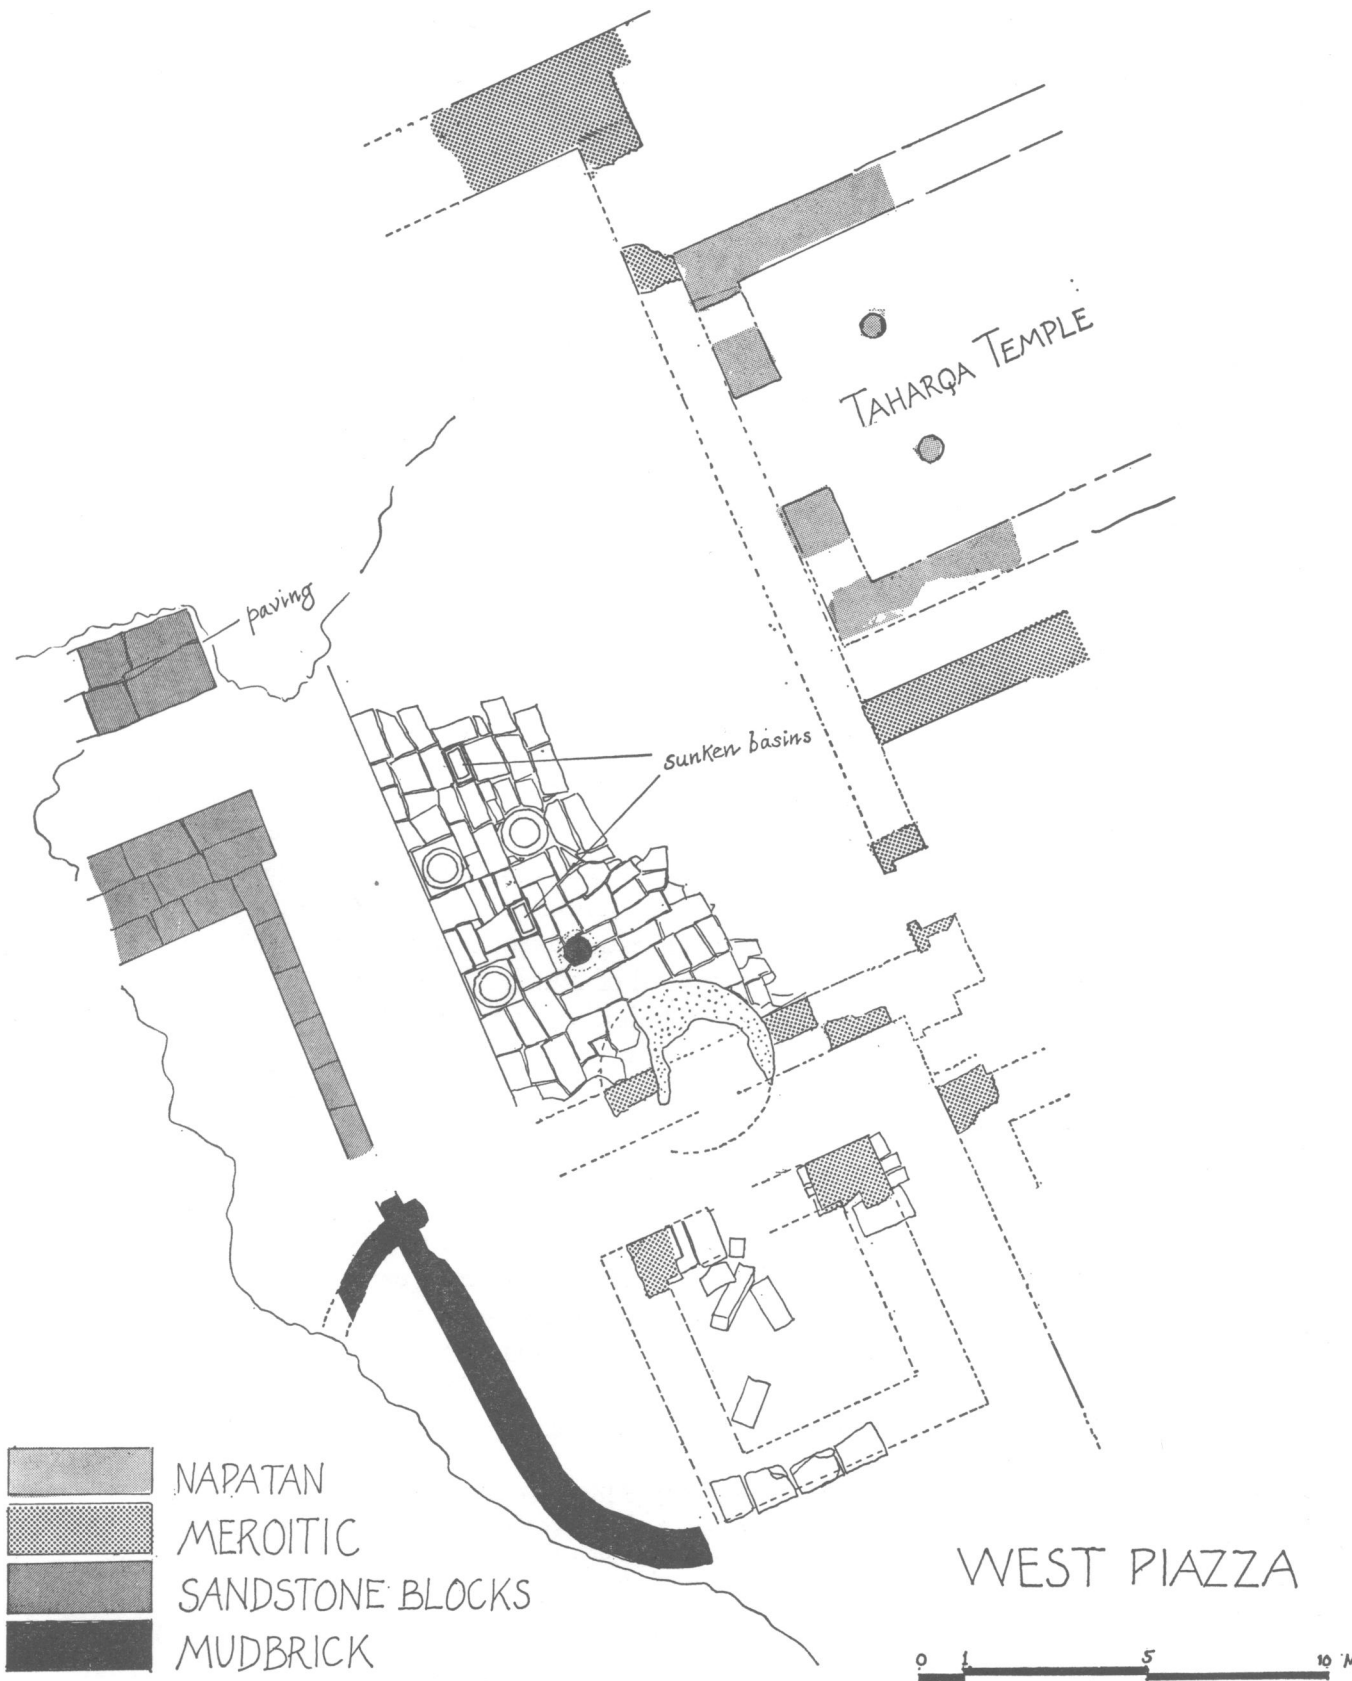 TAHARQA TEMPLE
paving
sunken basins
NAPATAN
MEROITIC
SANDSTONE BLOCKS
MUDBRICK
WEST PIAZZA
0 1 5 10 M